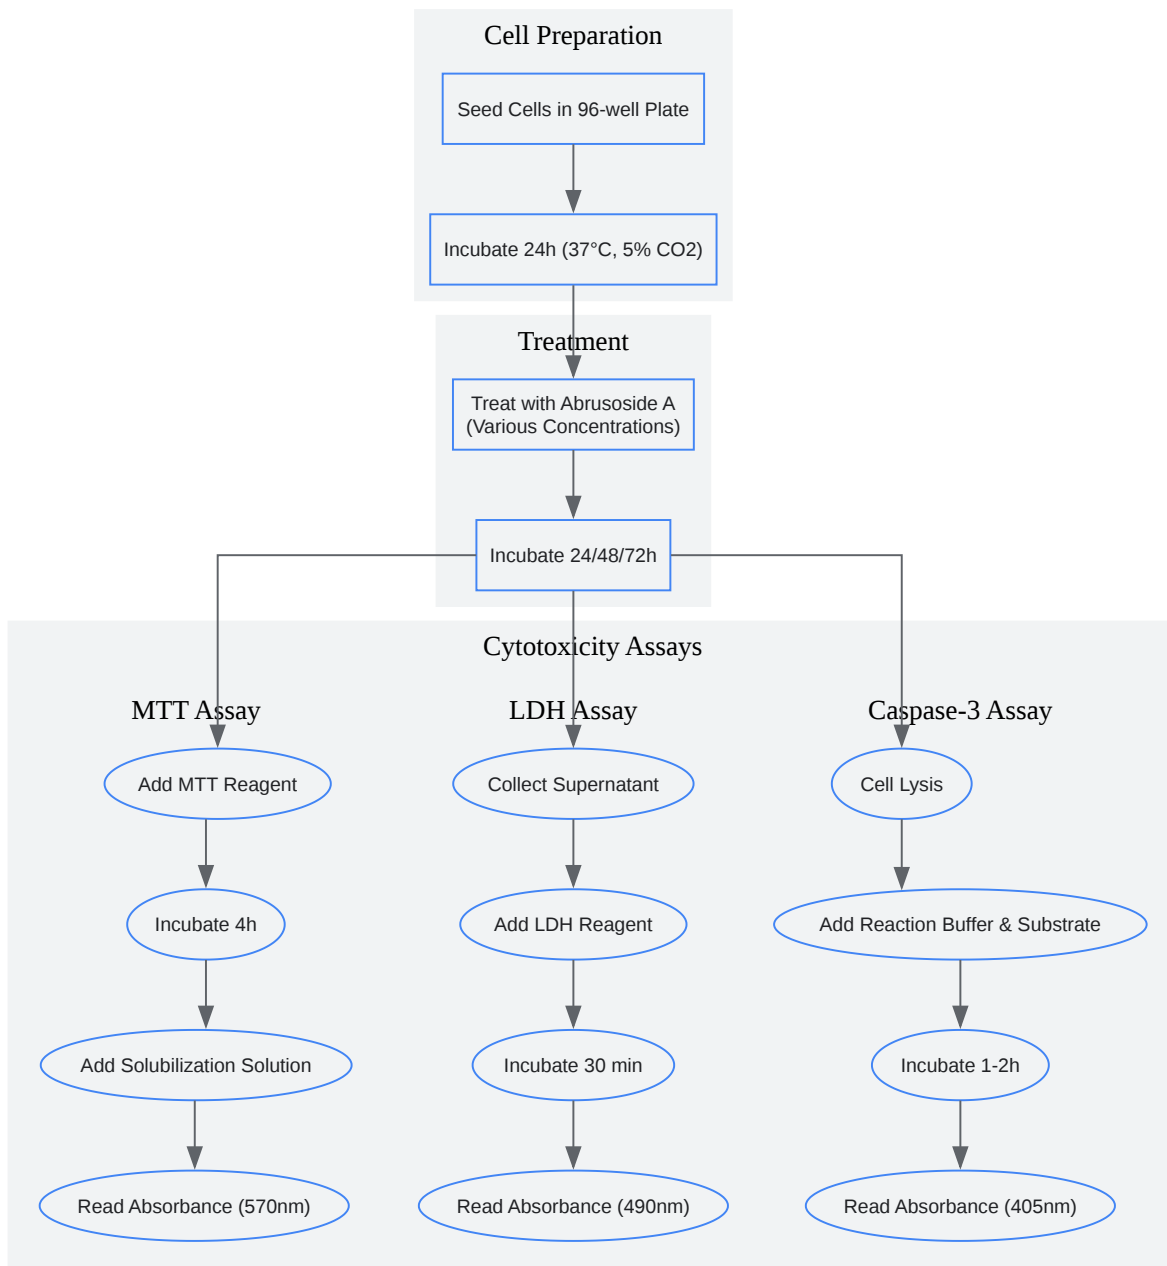 Cell Preparation
Seed Cells in 96-well Plate
Incubate 24h (37°C, 5% CO2)
Treatment
Treat with Abrusoside A
(Various Concentrations)
Incubate 24/48/72h
Cytotoxicity Assays
MTT Assay
Add MTT Reagent
Incubate 4h
Add Solubilization Solution
Read Absorbance (570nm)
LDH Assay
Collect Supernatant
Add LDH Reagent
Incubate 30 min
Read Absorbance (490nm)
Caspase-3 Assay
Cell Lysis
Add Reaction Buffer & Substrate
Incubate 1-2h
Read Absorbance (405nm)